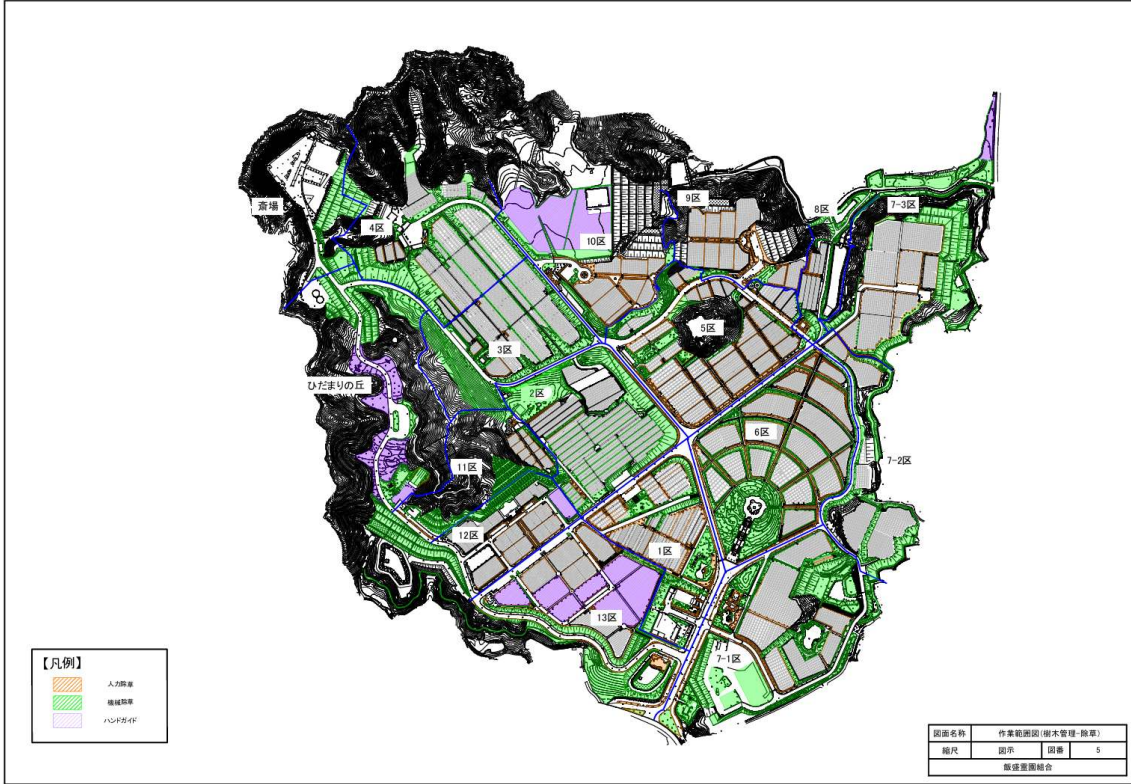 斎場
4区
10区
9区
8区
7-3区
5区
3区
ひだまりの丘
2区
6区
7-2区
11区
12区
1区
13区
7-1区
【凡例】
人力除草
機械除草
ハンドガイド
図面名称 作業範囲図(樹木管理-除草)
縮尺 図示 図番 5
飯盛霊園組合